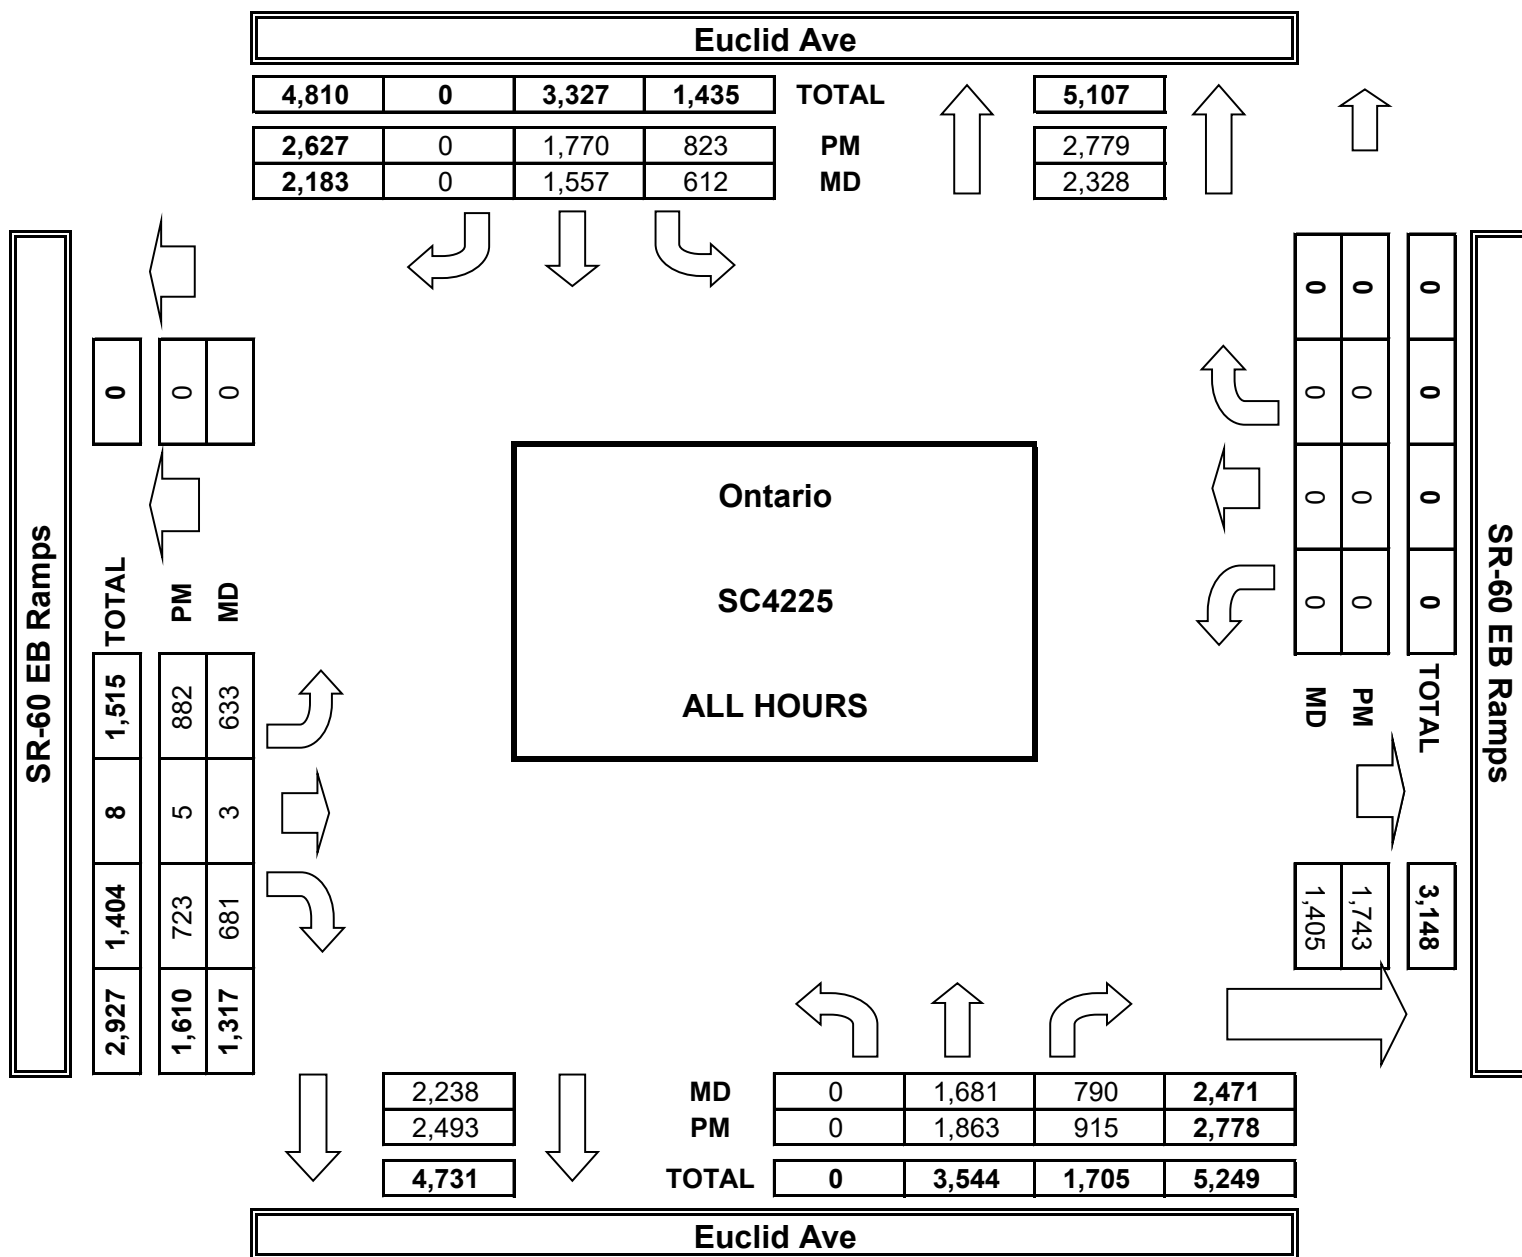 Euclid Ave
4,810 0 3,327 1,435 TOTAL 5,107
2,627 0 1,770 823 PM 2,779
2,183 0 1,557 612 MD 2,328
SR-60 EB Ramps
0 0 0
TOTAL PM MD
1,515 882 633
8 5 3
1,404 723 681
2,927 1,610 1,317
Ontario
SC4225
ALL HOURS
0 0 0
0 0 0
0 0 0
0 0 0
MD PM TOTAL
1,405 1,743 3,148
SR-60 EB Ramps
2,238 MD 0 1,681 790 2,471
2,493 PM 0 1,863 915 2,778
4,731 TOTAL 0 3,544 1,705 5,249
Euclid Ave